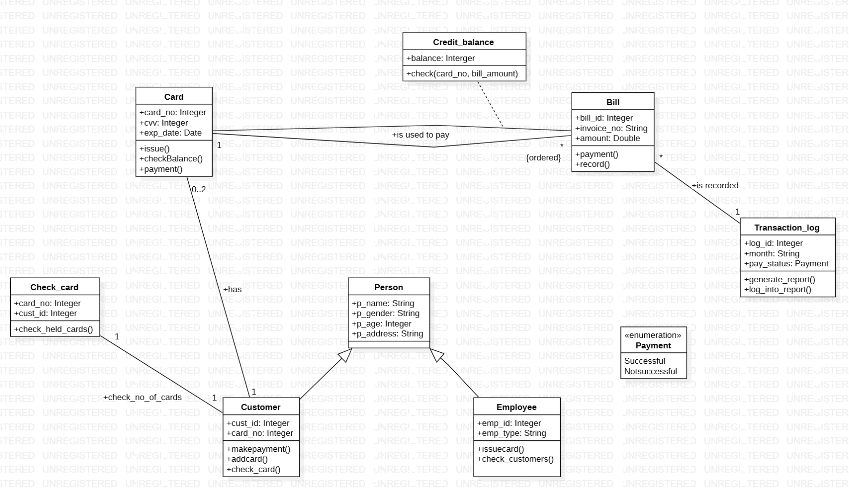 Credit_balance
+balance: Interger
+check(card_no, bill_amount)
Card
+card_no: Integer
+cvv: Integer
+exp_date: Date
+issue()
+checkBalance()
+payment()
Bill
+bill_id: Integer
+invoice_no: String
+amount: Double
+payment()
+record()
1
+is used to pay
*
{ordered}
*
+is recorded
1
0..2
Transaction_log
+log_id: Integer
+month: String
+pay_status: Payment
+generate_report()
+log_into_report()
+has
Check_card
+card_no: Integer
+cust_id: Integer
+check_held_cards()
Person
+p_name: String
+p_gender: String
+p_age: Integer
+p_address: String
«enumeration»
Payment
Successful
Notsuccessful
1
+check_no_of_cards
1
1
Customer
+cust_id: Integer
+card_no: Integer
+makepayment()
+addcard()
+check_card()
Employee
+emp_id: Integer
+emp_type: String
+issuecard()
+check_customers()